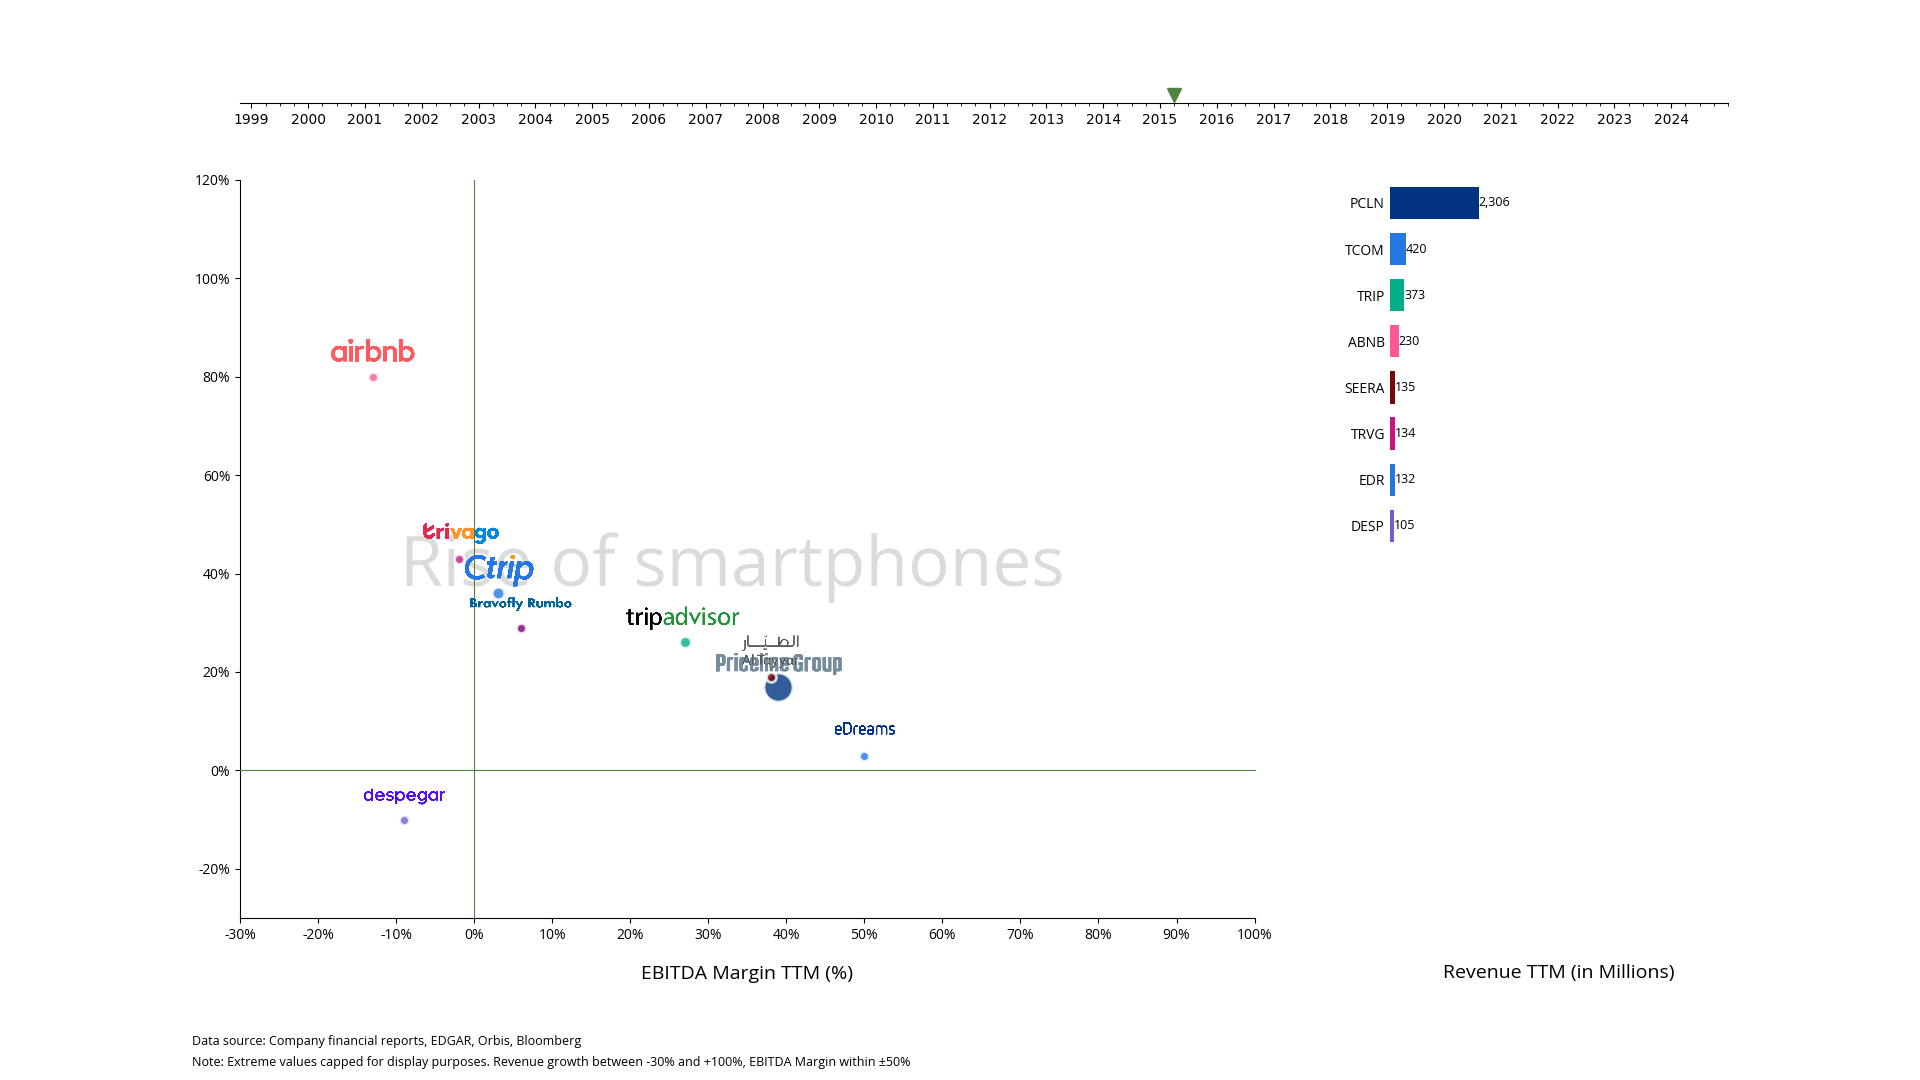 1999 2000 2001 2002 2003 2004 2005 2006 2007 2008 2009 2010 2011 2012 2013 2014 2015 2016 2017 2018 2019 2020 2021 2022 2023 2024
120%
100%
80%
60%
40%
20%
0%
-20%
-30% -20% -10% 0% 10% 20% 30% 40% 50% 60% 70% 80% 90% 100%
EBITDA Margin TTM (%)
Rise of smartphones
airbnb
trivago
Ctrip
Bravofly Rumbo
tripadvisor
الطيّار
Al Tayyar
Priceline Group
eDreams
despegar
PCLN 2,306
TCOM 420
TRIP 373
ABNB 230
SEERA 135
TRVG 134
EDR 132
DESP 105
Revenue TTM (in Millions)
Data source: Company financial reports, EDGAR, Orbis, Bloomberg
Note: Extreme values capped for display purposes. Revenue growth between -30% and +100%, EBITDA Margin within ±50%